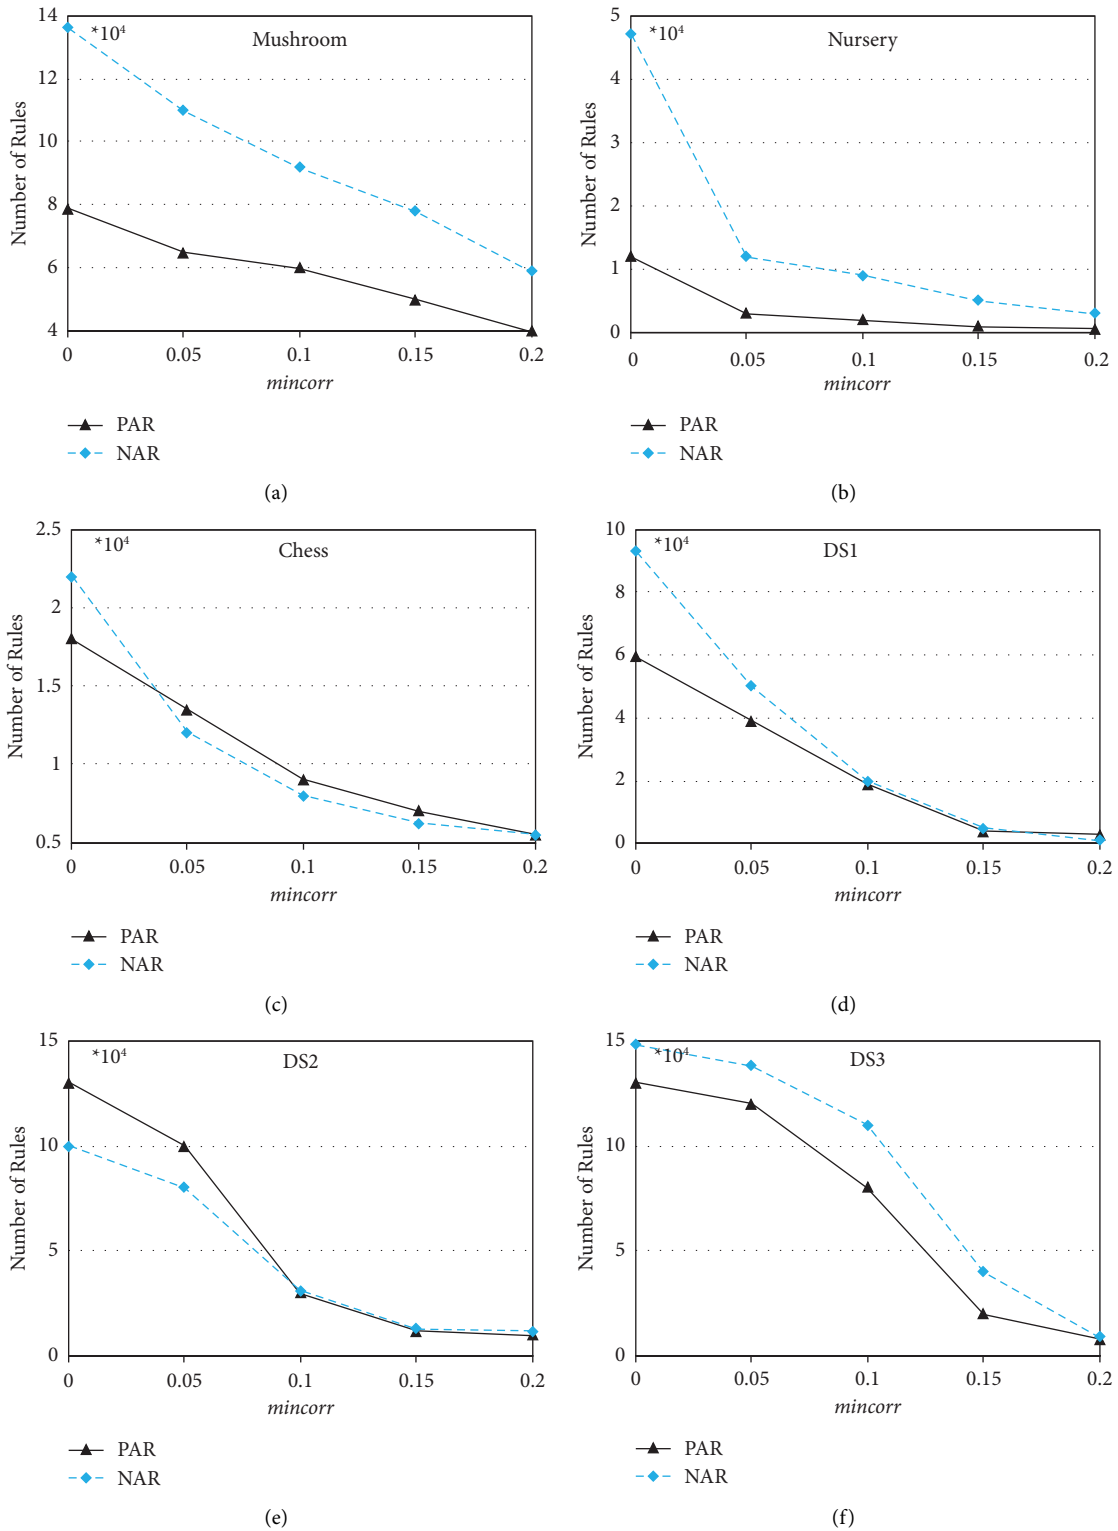 14
12
10
8
6
4
*10⁴
Mushroom
Number of Rules
0 0.05 0.1 0.15 0.2
mincorr
PAR
NAR
(a)
5
4
3
2
1
0
*10⁴
Nursery
Number of Rules
0 0.05 0.1 0.15 0.2
mincorr
PAR
NAR
(b)
2.5
2
1.5
1
0.5
*10⁴
Chess
Number of Rules
0 0.05 0.1 0.15 0.2
mincorr
PAR
NAR
(c)
10
8
6
4
2
0
*10⁴
DS1
Number of Rules
0 0.05 0.1 0.15 0.2
mincorr
PAR
NAR
(d)
15
10
5
0
*10⁴
DS2
Number of Rules
0 0.05 0.1 0.15 0.2
mincorr
PAR
NAR
(e)
15
10
5
0
*10⁴
DS3
Number of Rules
0 0.05 0.1 0.15 0.2
mincorr
PAR
NAR
(f)